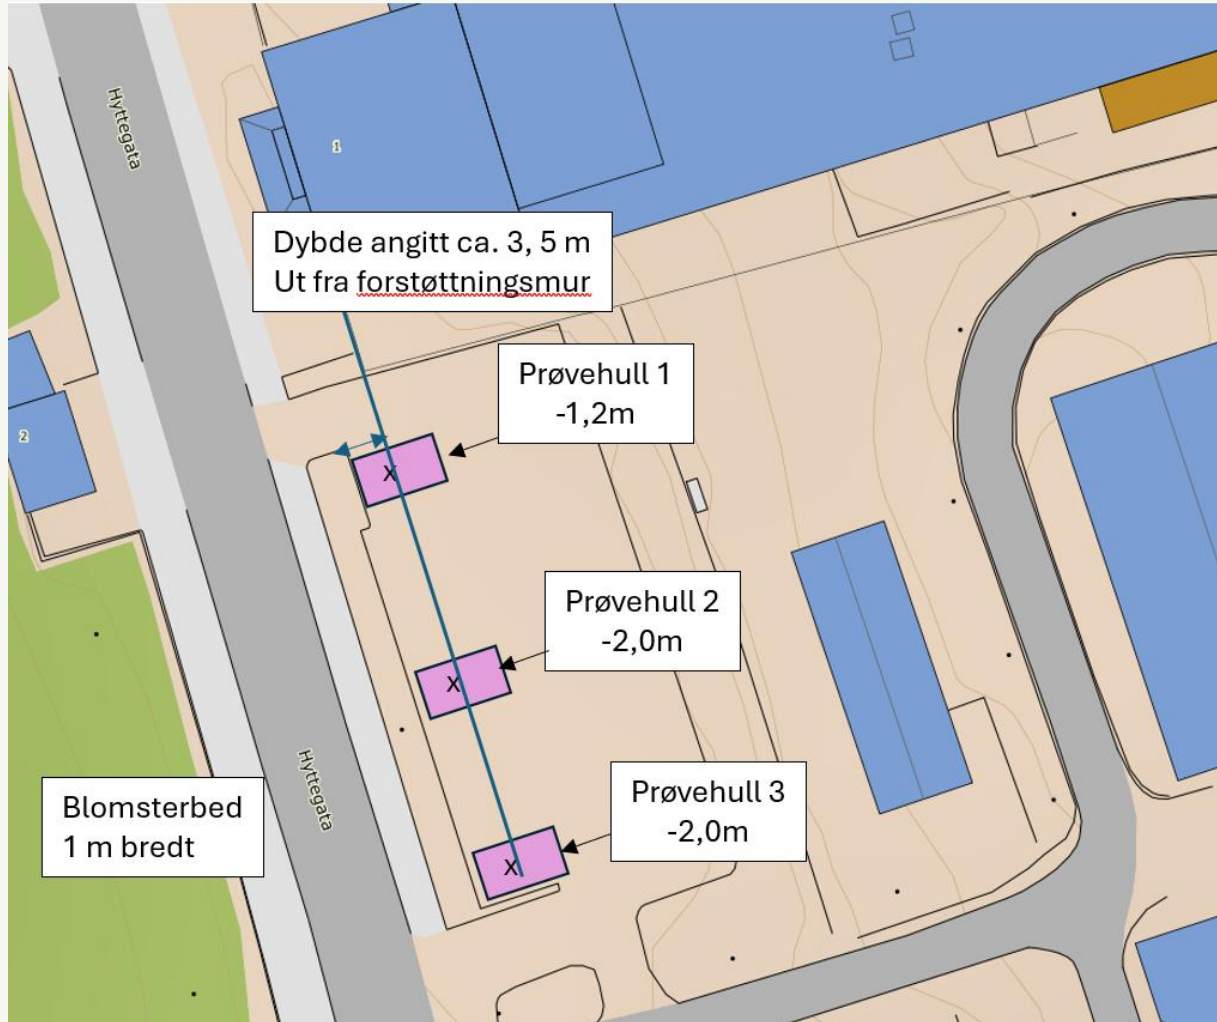 Hyttegata
1
Dybde angitt ca. 3, 5 m
Ut fra forstøttningsmur
Prøvehull 1
-1,2m
2
X
Prøvehull 2
-2,0m
X
Hyttegata
Prøvehull 3
-2,0m
Blomsterbed
1 m bredt
X